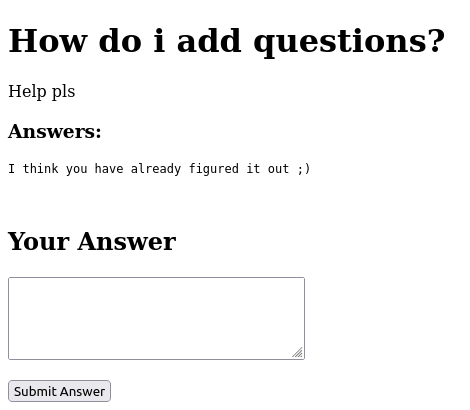 How do i add questions?
Help pls
Answers:
I think you have already figured it out ;)
Your Answer
Submit Answer